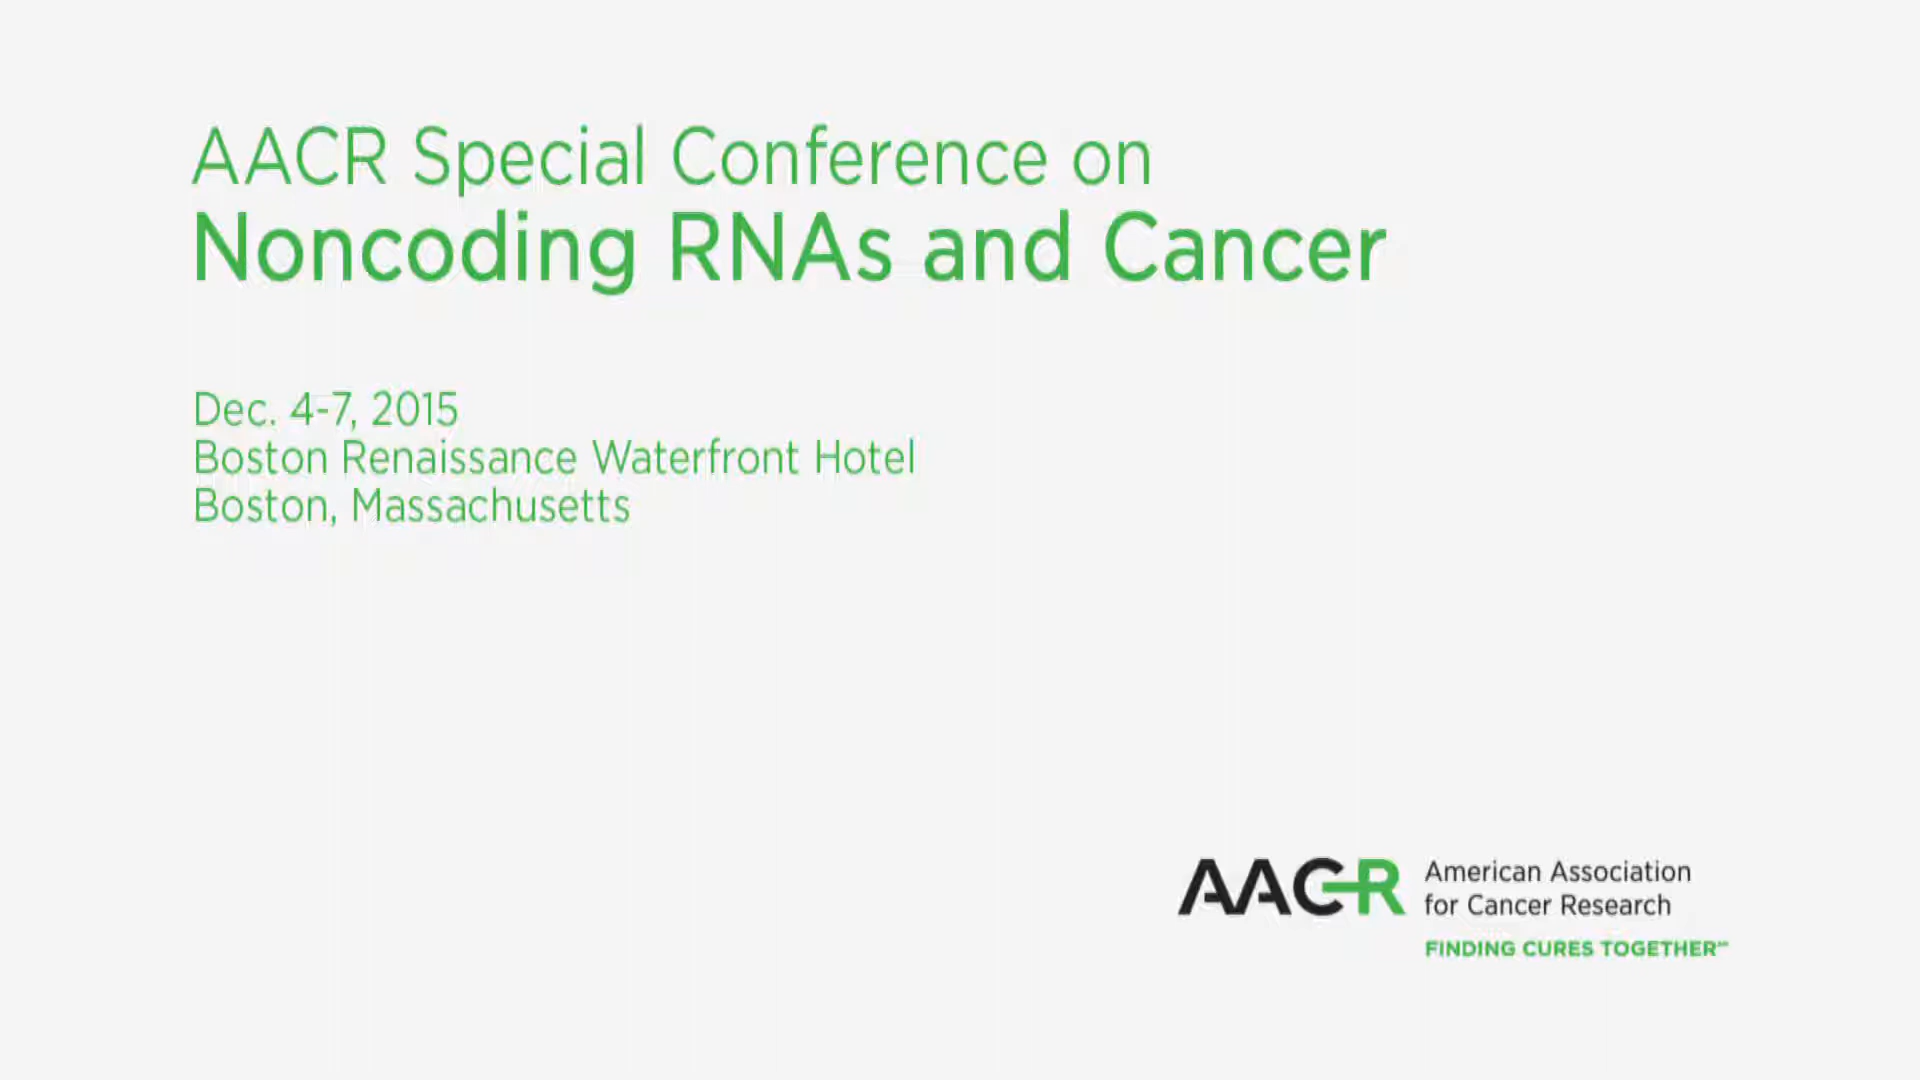 AACR Special Conference on
Noncoding RNAs and Cancer
Dec. 4-7, 2015
Boston Renaissance Waterfront Hotel
Boston, Massachusetts
AACR
American Association
for Cancer Research
FINDING CURES TOGETHER℠